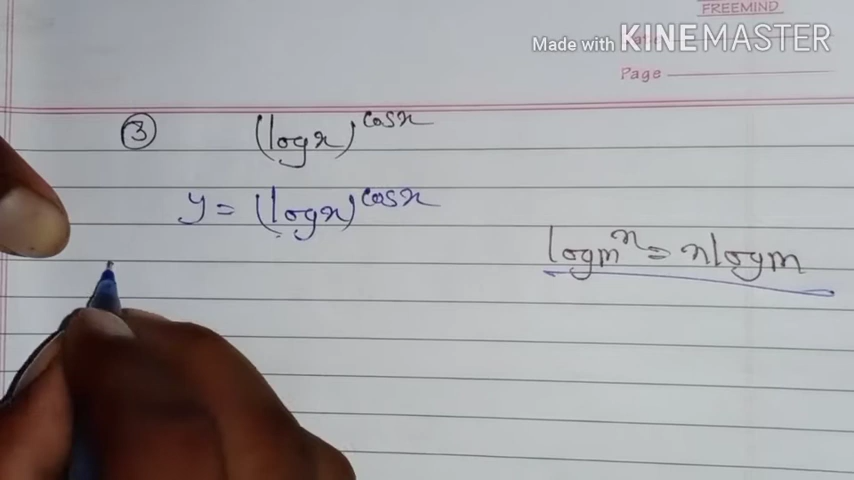 FREEMIND
Made with KINEMASTER
Page
③ (logx)^cosx
y = (logx)^cosx
logm^n = nlogm